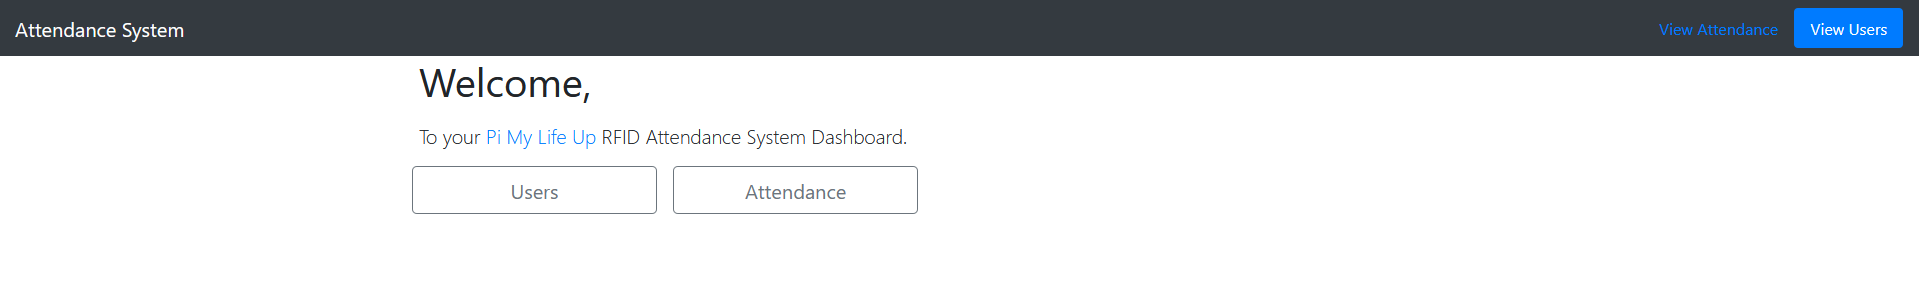 Attendance System View Attendance View Users
Welcome,
To your Pi My Life Up RFID Attendance System Dashboard.
Users Attendance